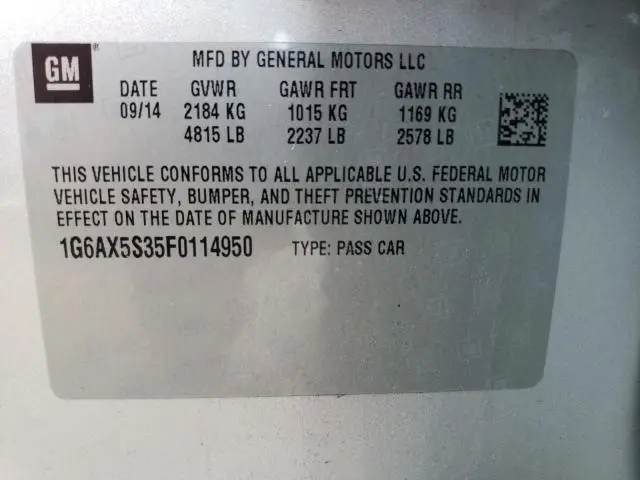 GM®
MFD BY GENERAL MOTORS LLC
DATE GVWR GAWR FRT GAWR RR
09/14 2184 KG 1015 KG 1169 KG
4815 LB 2237 LB 2578 LB
THIS VEHICLE CONFORMS TO ALL APPLICABLE U.S. FEDERAL MOTOR
VEHICLE SAFETY, BUMPER, AND THEFT PREVENTION STANDARDS IN
EFFECT ON THE DATE OF MANUFACTURE SHOWN ABOVE.
1G6AX5S35F0114950 TYPE: PASS CAR